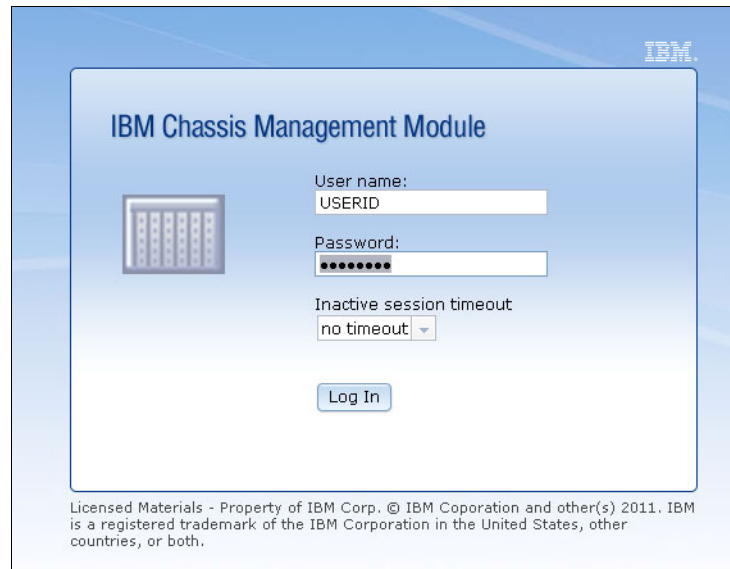 IBM.
IBM Chassis Management Module
User name:
USERID
Password:
••••••••
Inactive session timeout
no timeout
Log In
Licensed Materials - Property of IBM Corp. © IBM Coporation and other(s) 2011. IBM
is a registered trademark of the IBM Corporation in the United States, other
countries, or both.